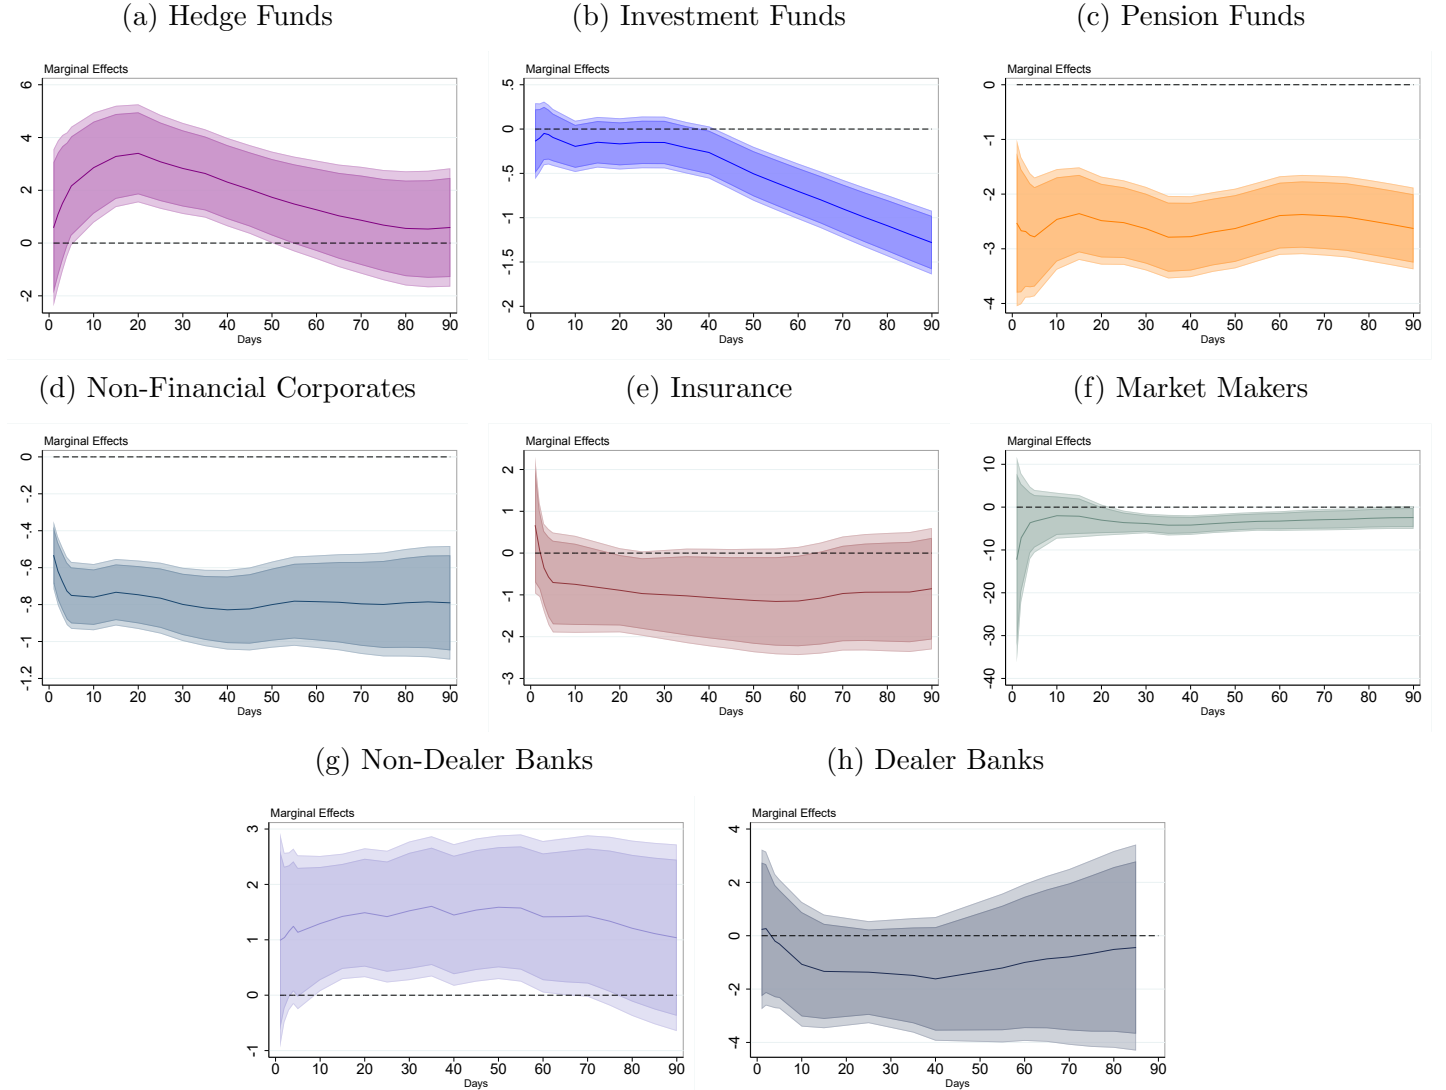 (a) Hedge Funds
Marginal Effects
6
4
2
0
-2
0 10 20 30 40 50 60 70 80 90
Days
(b) Investment Funds
Marginal Effects
.5
0
-.5
-1
-1.5
-2
0 10 20 30 40 50 60 70 80 90
Days
(c) Pension Funds
Marginal Effects
0
-1
-2
-3
-4
0 10 20 30 40 50 60 70 80 90
Days
(d) Non-Financial Corporates
Marginal Effects
0
-.2
-.4
-.6
-.8
-1
-1.2
0 10 20 30 40 50 60 70 80 90
Days
(e) Insurance
Marginal Effects
2
1
0
-1
-2
-3
0 10 20 30 40 50 60 70 80 90
Days
(f) Market Makers
Marginal Effects
10
0
-10
-20
-30
-40
0 10 20 30 40 50 60 70 80 90
Days
(g) Non-Dealer Banks
Marginal Effects
3
2
1
0
-1
0 10 20 30 40 50 60 70 80 90
Days
(h) Dealer Banks
Marginal Effects
4
2
0
-2
-4
0 10 20 30 40 50 60 70 80 90
Days